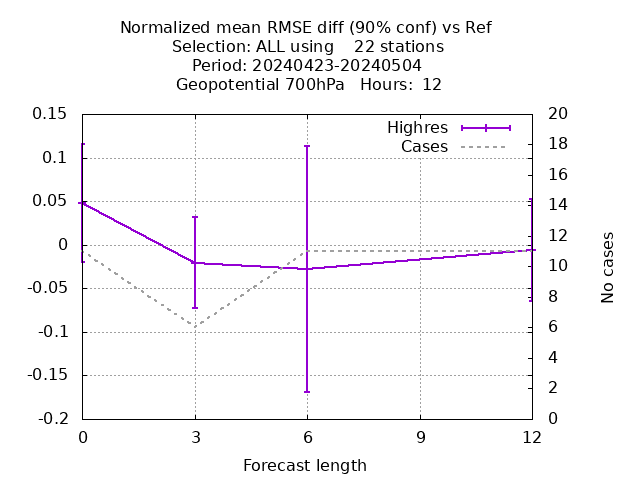 Normalized mean RMSE diff (90% conf) vs Ref
Selection: ALL using    22 stations
Period: 20240423-20240504
Geopotential 700hPa   Hours:  12
Highres
Cases
0.15
0.1
0.05
0
-0.05
-0.1
-0.15
-0.2
20
18
16
14
12
10
8
6
4
2
0
No cases
0 3 6 9 12
Forecast length